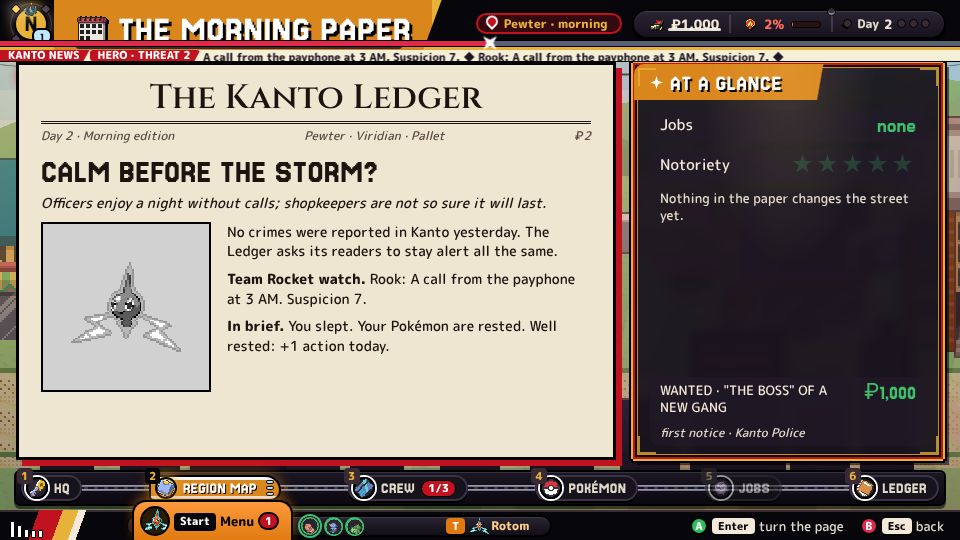 THE MORNING PAPER
Pewter · morning
₽1,000
2%
Day 2
KANTO NEWS
HERO · THREAT 2
A call from the payphone at 3 AM. Suspicion 7. ◆ Rook: A call from the payphone at 3 AM. Suspicion 7. ◆
THE KANTO LEDGER
Day 2 · Morning edition
Pewter · Viridian · Pallet
₽2
CALM BEFORE THE STORM?
Officers enjoy a night without calls; shopkeepers are not so sure it will last.
No crimes were reported in Kanto yesterday. The
Ledger asks its readers to stay alert all the same.
Team Rocket watch. Rook: A call from the payphone
at 3 AM. Suspicion 7.
In brief. You slept. Your Pokémon are rested. Well
rested: +1 action today.
AT A GLANCE
Jobs
none
Notoriety
Nothing in the paper changes the street
yet.
WANTED · "THE BOSS" OF A
NEW GANG
₽1,000
first notice · Kanto Police
1 HQ
2 REGION MAP
3 CREW 1/3
4 POKÉMON
5 JOBS
6 LEDGER
Start Menu 1
T Rotom
A Enter turn the page
B Esc back